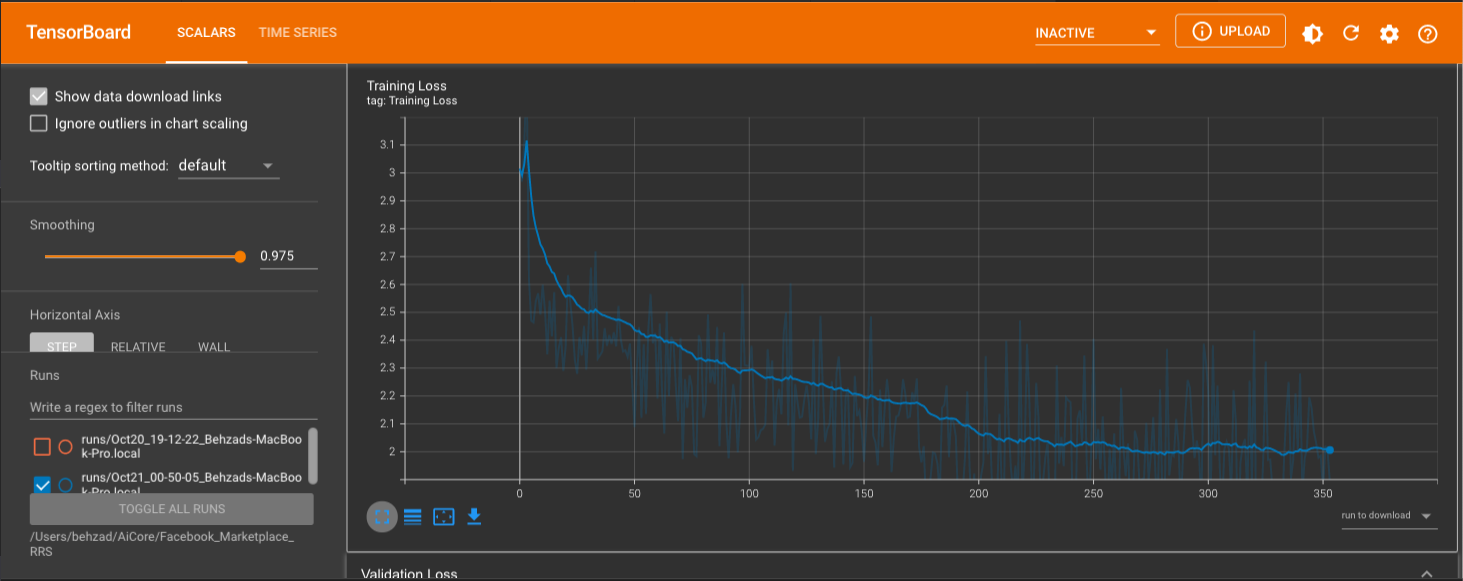 TensorBoard
SCALARS
TIME SERIES
INACTIVE
UPLOAD
Show data download links
Ignore outliers in chart scaling
Tooltip sorting method: default
Smoothing
0.975
Horizontal Axis
STEP RELATIVE WALL
Runs
Write a regex to filter runs
runs/Oct20_19-12-22_Behzads-MacBoo
k-Pro.local
runs/Oct21_00-50-05_Behzads-MacBoo
k-Pro.local
TOGGLE ALL RUNS
/Users/behzad/AiCore/Facebook_Marketplace_
RRS
Training Loss
tag: Training Loss
3.1
3
2.9
2.8
2.7
2.6
2.5
2.4
2.3
2.2
2.1
2
0 50 100 150 200 250 300 350
run to download
Validation Loss